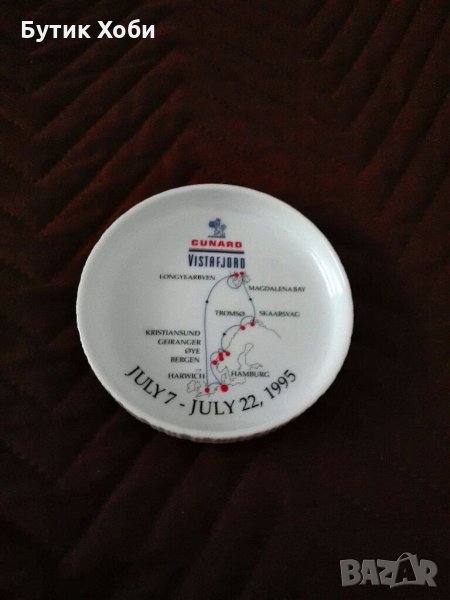 Бутик Хоби
CUNARD
VISTAFJORD
LONGYEARBYEN
MAGDALENA BAY
TROMSØ SKAARSVAG
KRISTIANSUND
GEIRANGER
ØYE
BERGEN
HARWICH HAMBURG
JULY 7 - JULY 22, 1995
BAZAR